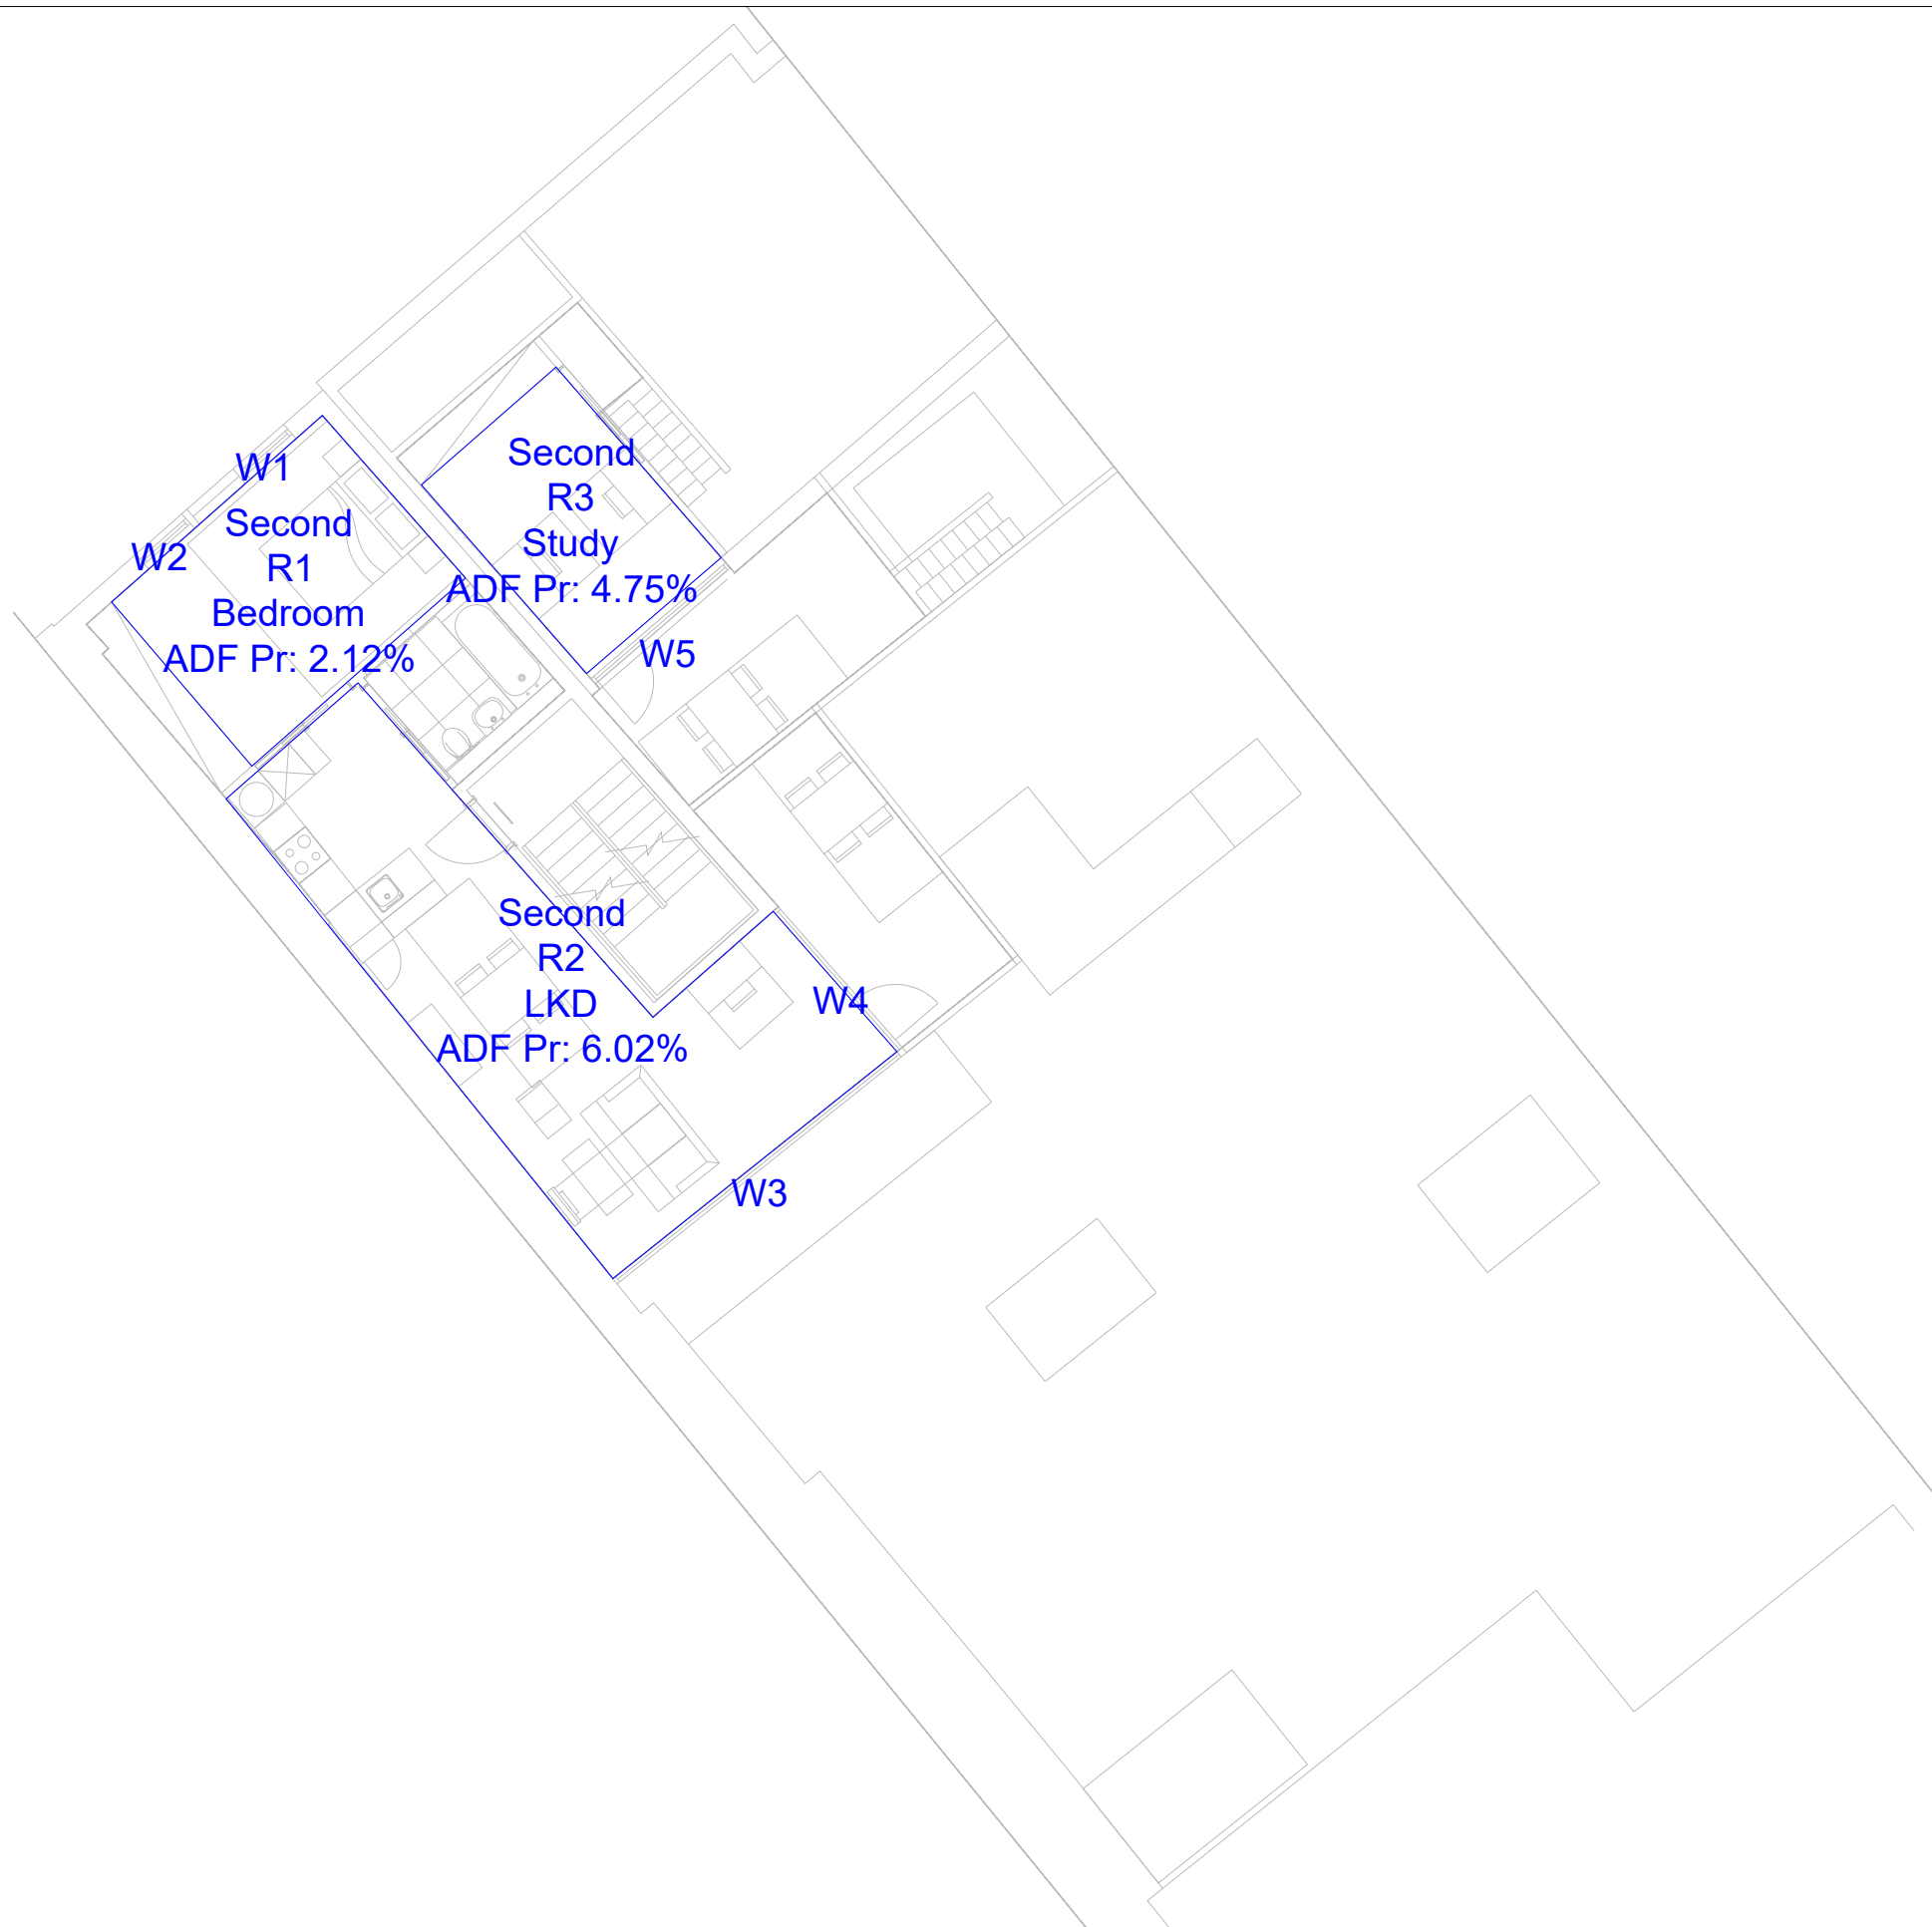 W1
W2
Second
R1
Bedroom
ADF Pr: 2.12%
Second
R3
Study
ADF Pr: 4.75%
W5
Second
R2
LKD
ADF Pr: 6.02%
W4
W3